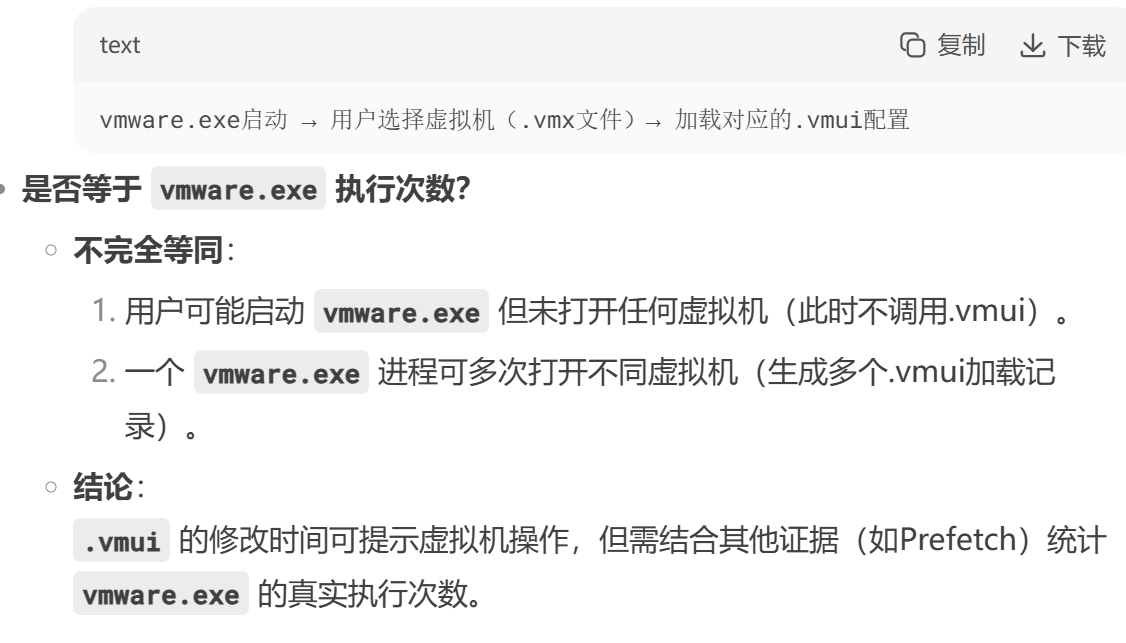 text 复制 下载
vmware.exe启动 → 用户选择虚拟机（.vmx文件）→ 加载对应的.vmui配置
是否等于 vmware.exe 执行次数？
不完全等同：
1. 用户可能启动 vmware.exe 但未打开任何虚拟机（此时不调用.vmui）。
2. 一个 vmware.exe 进程可多次打开不同虚拟机（生成多个.vmui加载记
录）。
结论：
.vmui 的修改时间可提示虚拟机操作，但需结合其他证据（如Prefetch）统计
vmware.exe 的真实执行次数。